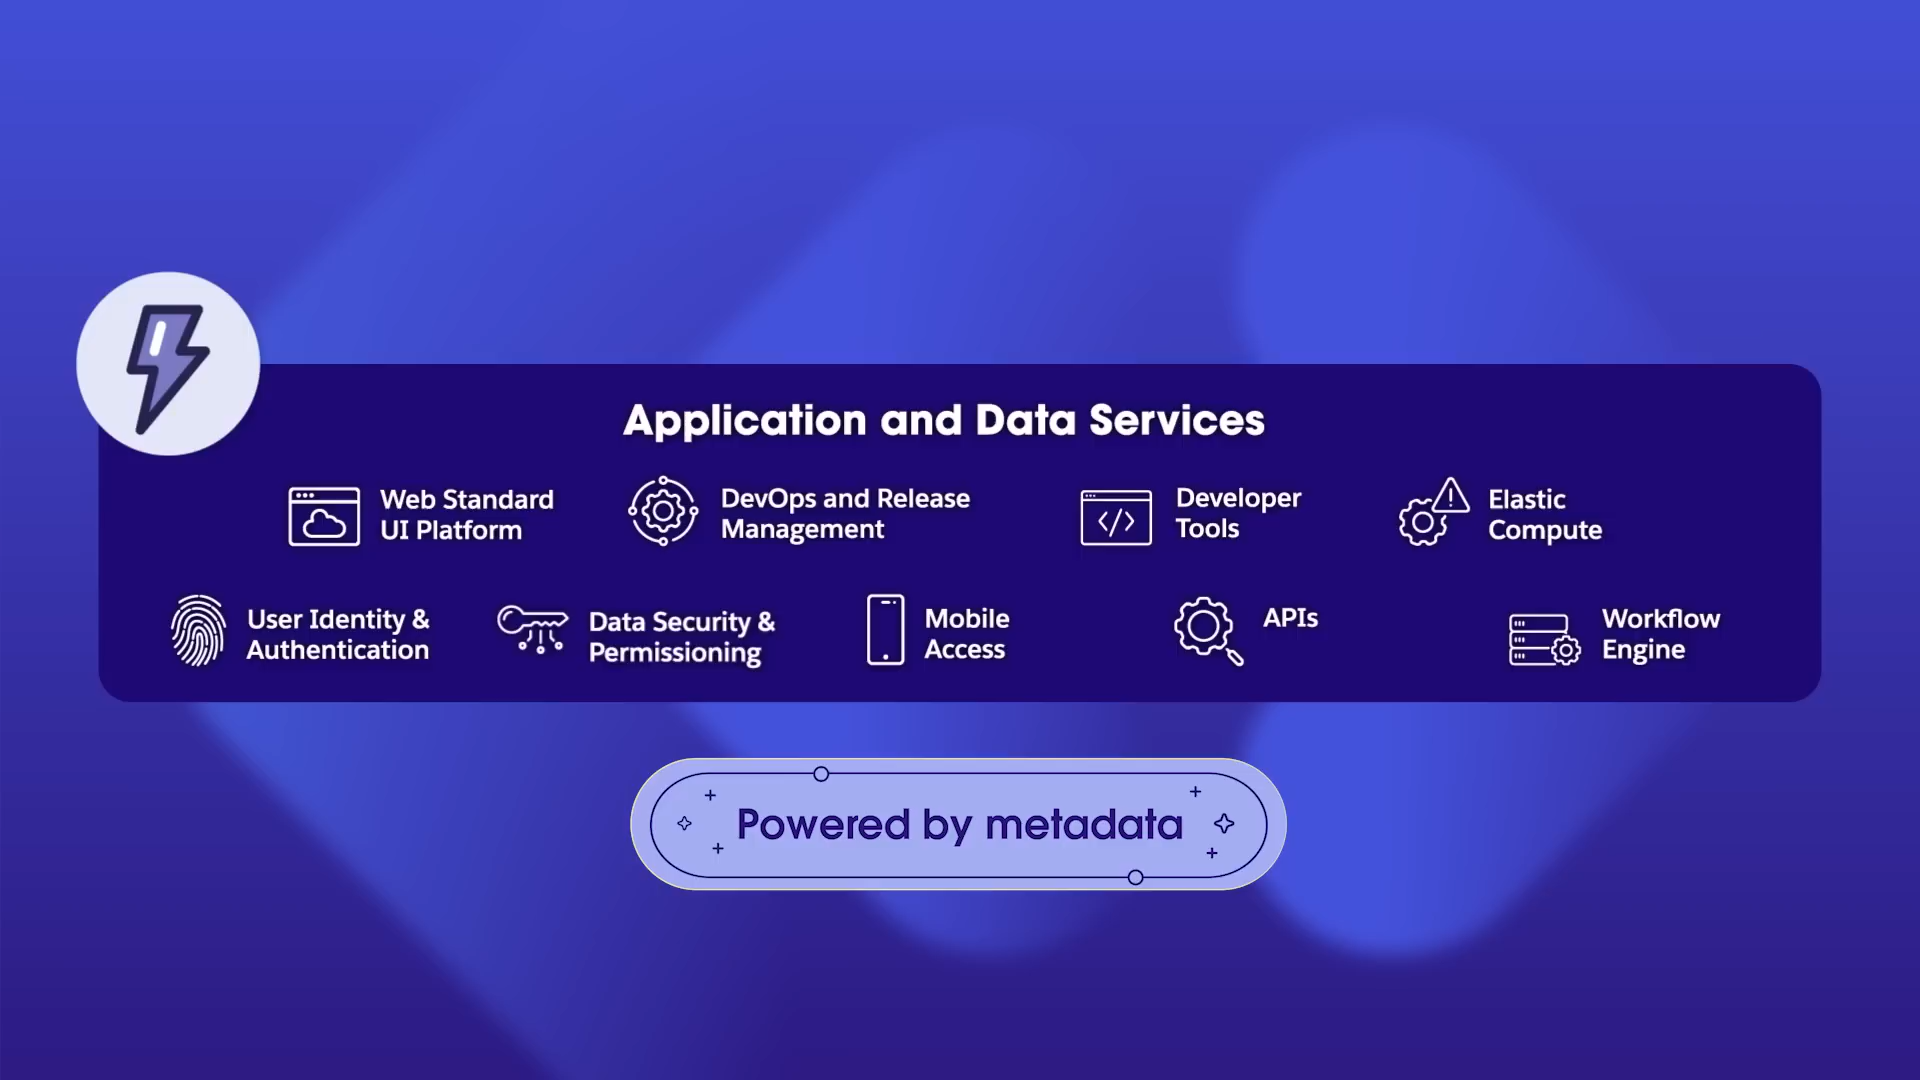 Application and Data Services
Web Standard
UI Platform
DevOps and Release
Management
Developer
Tools
Elastic
Compute
User Identity &
Authentication
Data Security &
Permissioning
Mobile
Access
APIs
Workflow
Engine
Powered by metadata